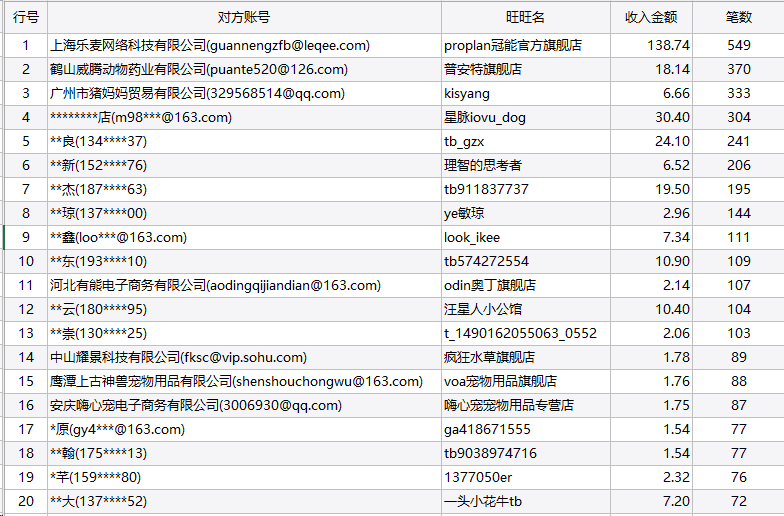 行号 对方账号 旺旺名 收入金额 笔数
1 上海乐麦网络科技有限公司(guannengzfb@leqee.com) proplan冠能官方旗舰店 138.74 549
2 鹤山威腾动物药业有限公司(puante520@126.com) 普安特旗舰店 18.14 370
3 广州市猪妈妈贸易有限公司(329568514@qq.com) kisyang 6.66 333
4 ********店(m98***@163.com) 星脉iovu_dog 30.40 304
5 **良(134****37) tb_gzx 24.10 241
6 **新(152****76) 理智的思考者 6.52 206
7 **杰(187****63) tb911837737 19.50 195
8 **琼(137****00) ye敏琼 2.96 144
9 **鑫(loo***@163.com) look_ikee 7.34 111
10 **东(193****10) tb574272554 10.90 109
11 河北有能电子商务有限公司(aodingqijiandian@163.com) odin奥丁旗舰店 2.14 107
12 **云(180****95) 汪星人小公馆 10.40 104
13 **崇(130****25) t_1490162055063_0552 2.06 103
14 中山耀景科技有限公司(fksc@vip.sohu.com) 疯狂水草旗舰店 1.78 89
15 鹰潭上古神兽宠物用品有限公司(shenshouchongwu@163.com) voa宠物用品旗舰店 1.76 88
16 安庆嗨心宠电子商务有限公司(3006930@qq.com) 嗨心宠宠物用品专营店 1.75 87
17 *原(gy4***@163.com) ga418671555 1.54 77
18 **翰(175****13) tb9038974716 1.54 77
19 *芊(159****80) 1377050er 2.32 76
20 **大(137****52) 一头小花牛tb 7.20 72